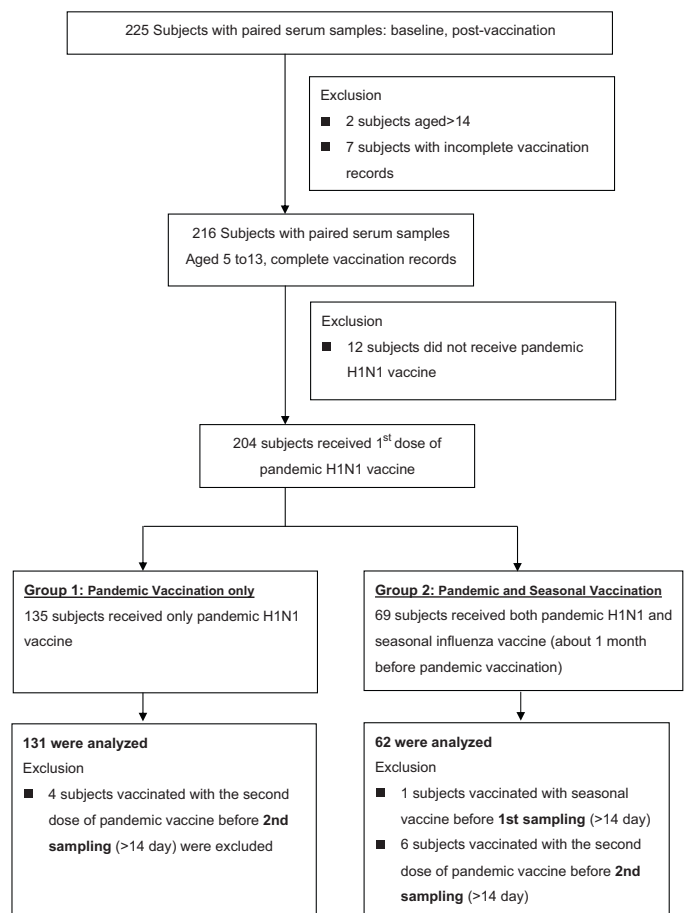 225 Subjects with paired serum samples: baseline, post-vaccination
Exclusion
■ 2 subjects aged>14
■ 7 subjects with incomplete vaccination
records
216 Subjects with paired serum samples
Aged 5 to13, complete vaccination records
Exclusion
■ 12 subjects did not receive pandemic
H1N1 vaccine
204 subjects received 1st dose of
pandemic H1N1 vaccine
Group 1: Pandemic Vaccination only
135 subjects received only pandemic H1N1
vaccine
Group 2: Pandemic and Seasonal Vaccination
69 subjects received both pandemic H1N1 and
seasonal influenza vaccine (about 1 month
before pandemic vaccination)
131 were analyzed
Exclusion
■ 4 subjects vaccinated with the second
dose of pandemic vaccine before 2nd
sampling (>14 day) were excluded
62 were analyzed
Exclusion
■ 1 subjects vaccinated with seasonal
vaccine before 1st sampling (>14 day)
■ 6 subjects vaccinated with the second
dose of pandemic vaccine before 2nd
sampling (>14 day)